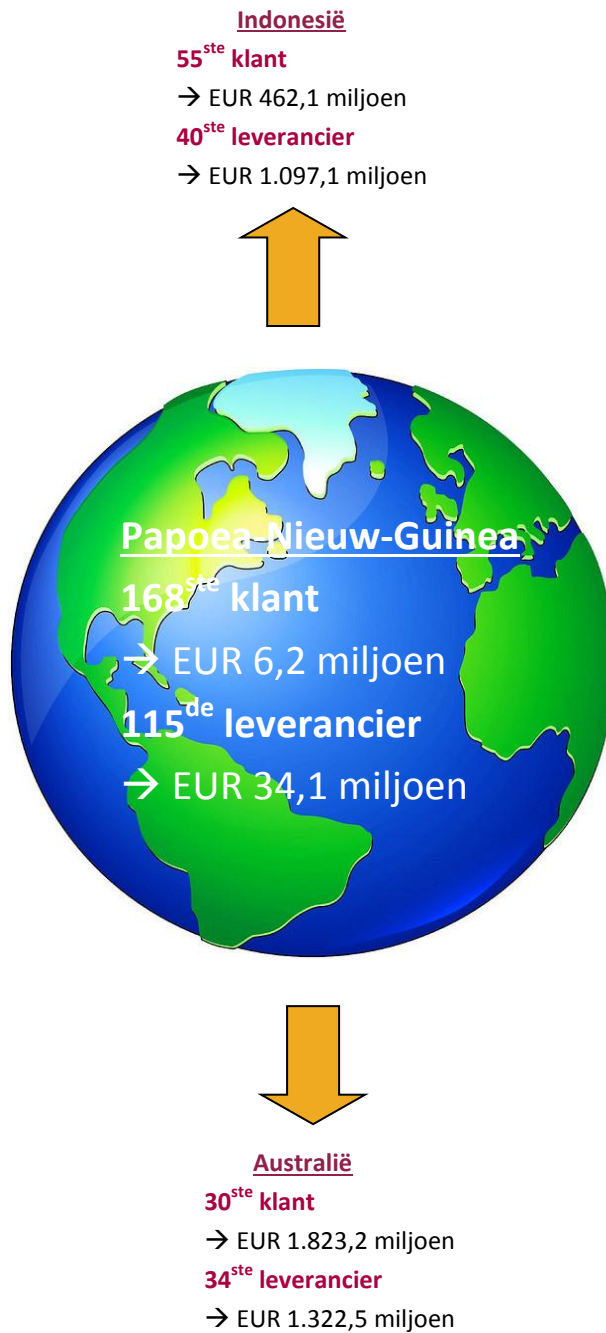 Indonesië
55ste klant
→ EUR 462,1 miljoen
40ste leverancier
→ EUR 1.097,1 miljoen
Papoea-Nieuw-Guinea
168ste klant
→ EUR 6,2 miljoen
115de leverancier
→ EUR 34,1 miljoen
Australië
30ste klant
→ EUR 1.823,2 miljoen
34ste leverancier
→ EUR 1.322,5 miljoen